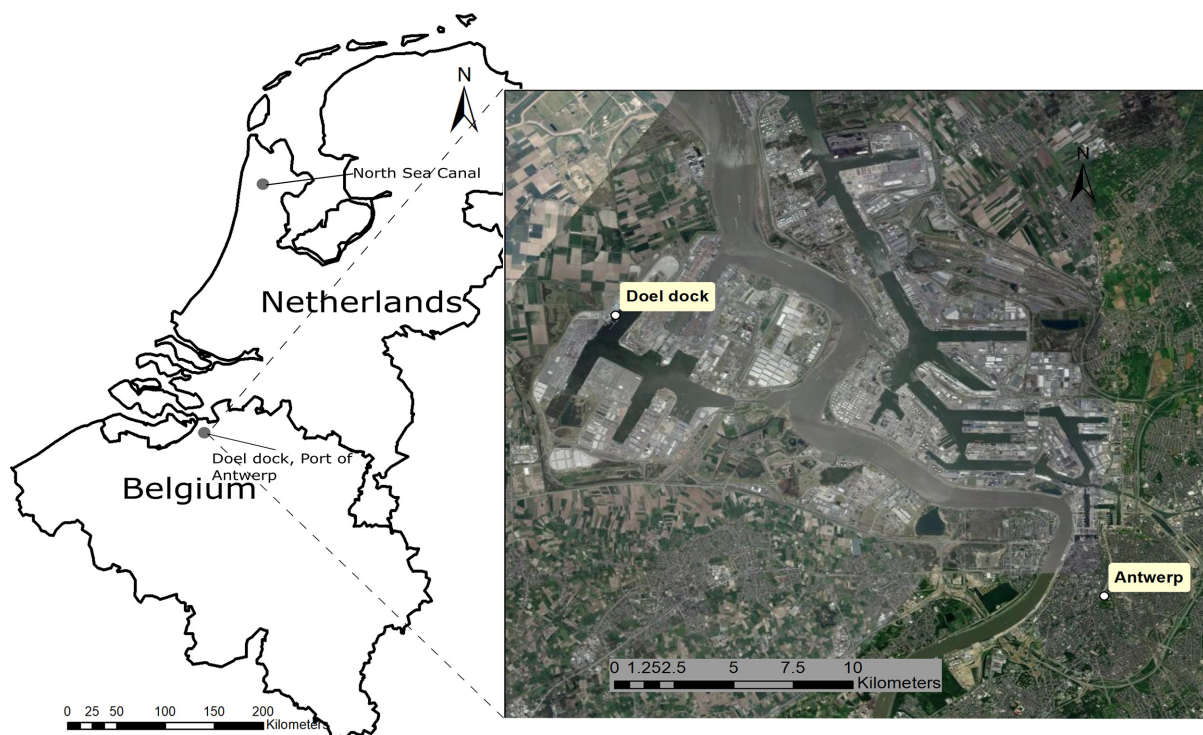 N
North Sea Canal
Netherlands
Doel dock, Port of
Antwerp
Belgium
0 25 50 100 150 200
Kilometers
N
Doel dock
Antwerp
0 1.252.5 5 7.5 10
Kilometers